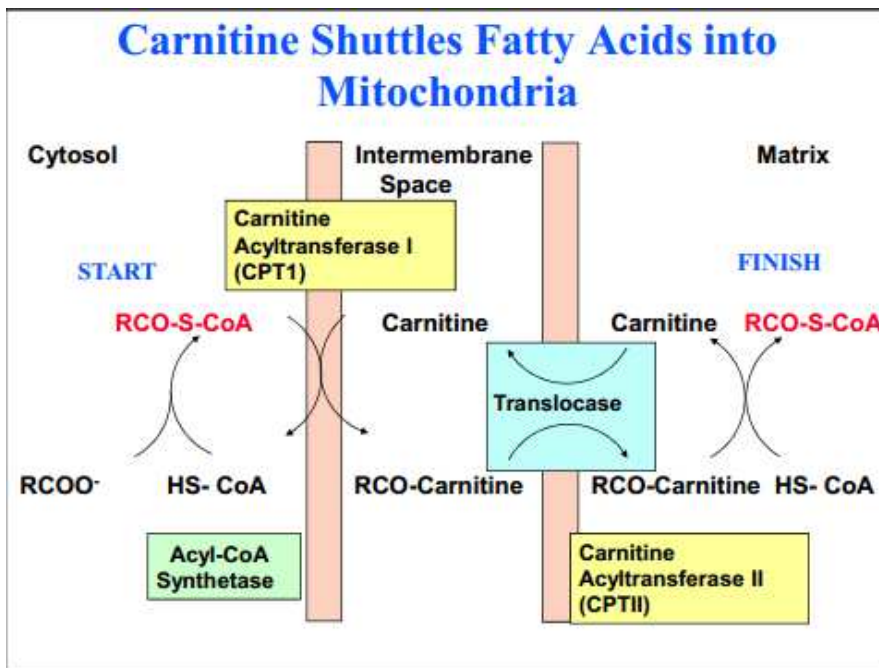 Carnitine Shuttles Fatty Acids into
Mitochondria
Cytosol
Intermembrane
Space
Matrix
Carnitine
Acyltransferase I
(CPT1)
START
FINISH
RCO-S-CoA
Carnitine
Carnitine
RCO-S-CoA
Translocase
RCOO-
HS- CoA
RCO-Carnitine
RCO-Carnitine
HS- CoA
Acyl-CoA
Synthetase
Carnitine
Acyltransferase II
(CPTII)